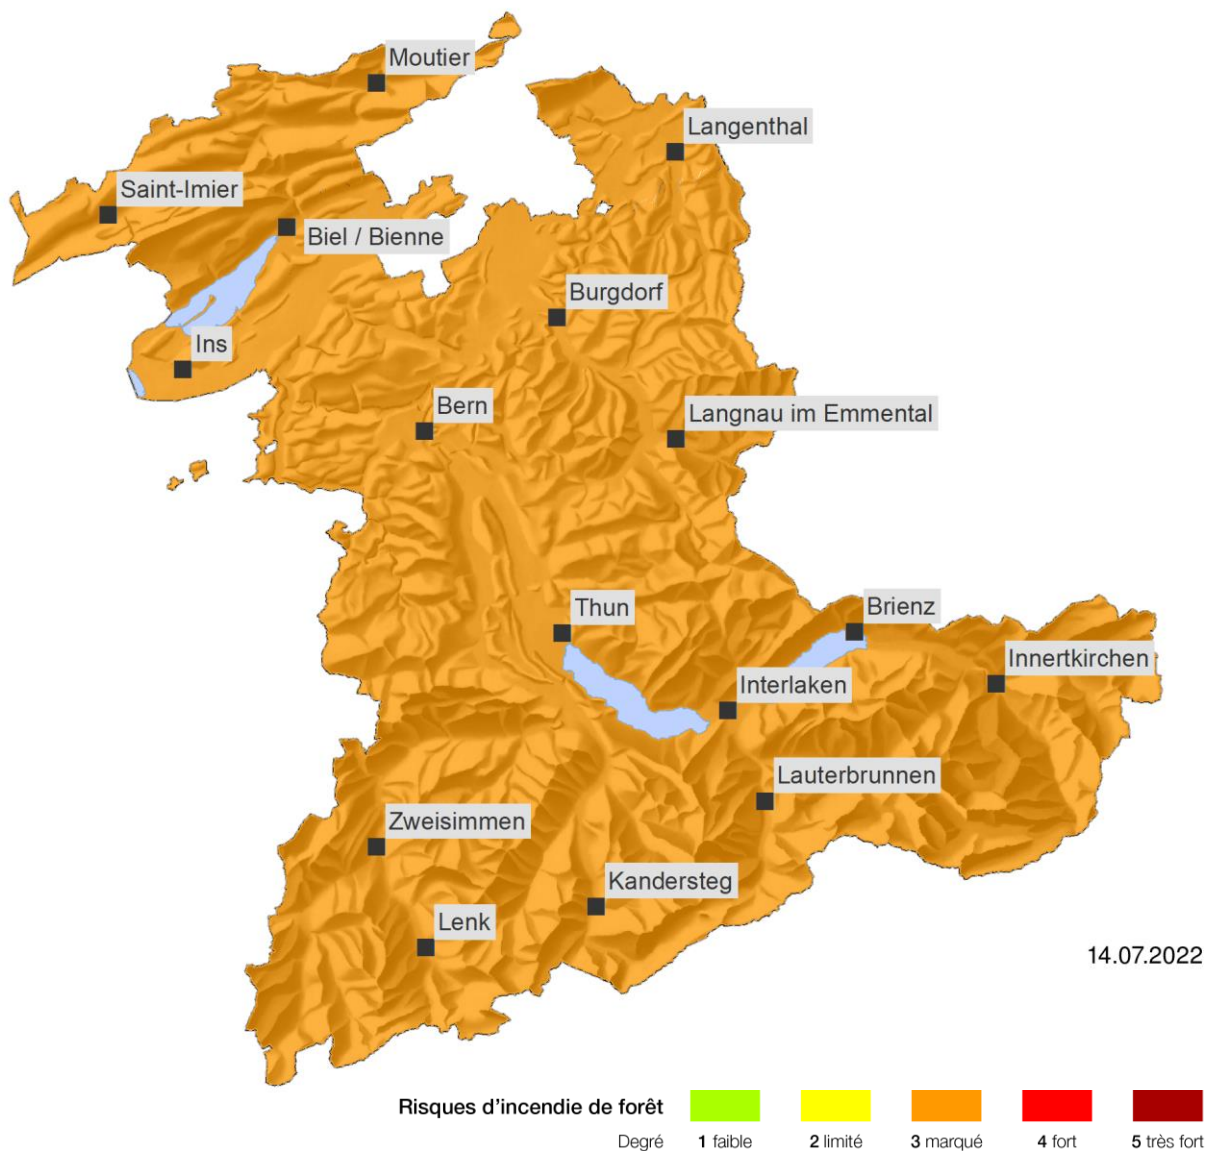 Moutier
Langenthal
Saint-Imier
Biel / Bienne
Burgdorf
Ins
Bern
Langnau im Emmental
Thun
Brienz
Innertkirchen
Interlaken
Lauterbrunnen
Zweisimmen
Kandersteg
Lenk
14.07.2022
Risques d'incendie de forêt
Degré 1 faible 2 limité 3 marqué 4 fort 5 très fort